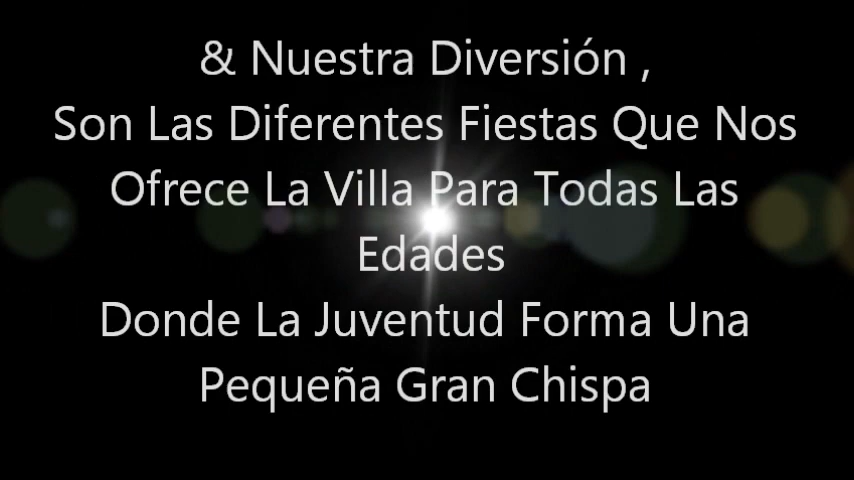 & Nuestra Diversión ,
Son Las Diferentes Fiestas Que Nos
Ofrece La Villa Para Todas Las
Edades
Donde La Juventud Forma Una
Pequeña Gran Chispa